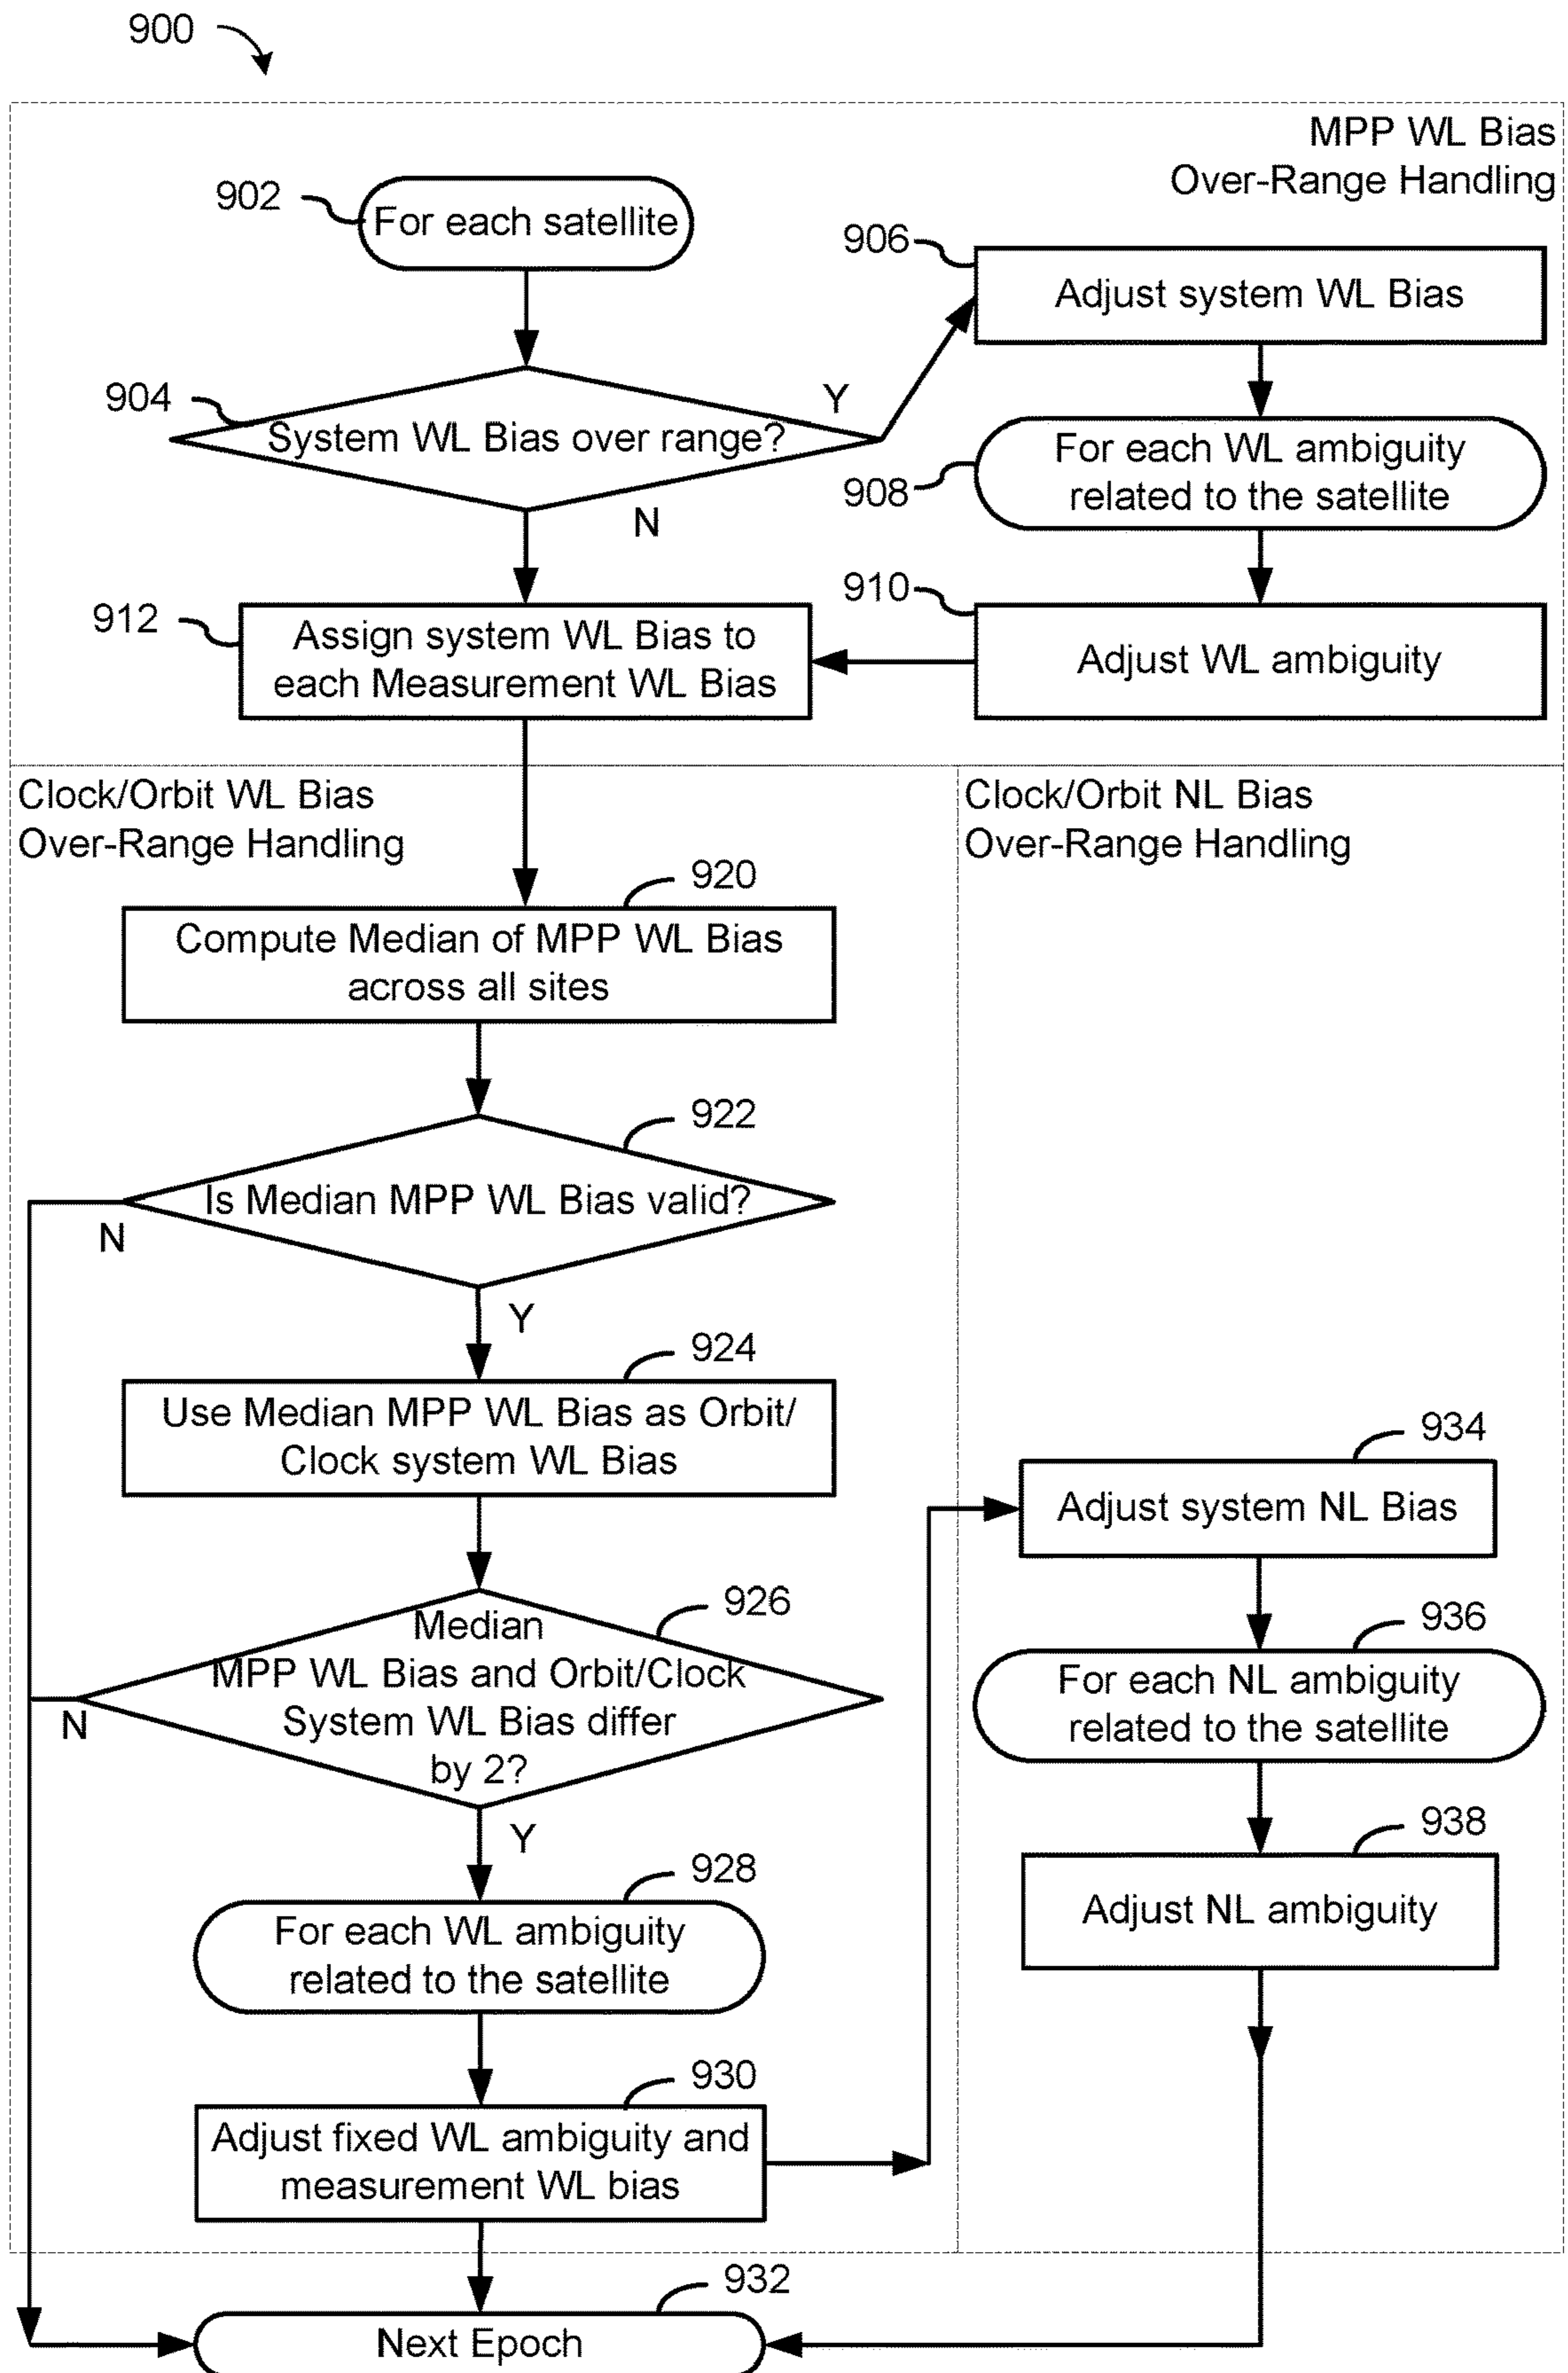 900
MPP WL Bias
Over-Range Handling
902
For each satellite
906
Adjust system WL Bias
904
System WL Bias over range?
Y
N
908
For each WL ambiguity
related to the satellite
910
Adjust WL ambiguity
912
Assign system WL Bias to
each Measurement WL Bias
Clock/Orbit WL Bias
Over-Range Handling
Clock/Orbit NL Bias
Over-Range Handling
920
Compute Median of MPP WL Bias
across all sites
922
Is Median MPP WL Bias valid?
N
Y
924
Use Median MPP WL Bias as Orbit/
Clock system WL Bias
926
Median
MPP WL Bias and Orbit/Clock
System WL Bias differ
by 2?
N
Y
928
For each WL ambiguity
related to the satellite
930
Adjust fixed WL ambiguity and
measurement WL bias
934
Adjust system NL Bias
936
For each NL ambiguity
related to the satellite
938
Adjust NL ambiguity
932
Next Epoch